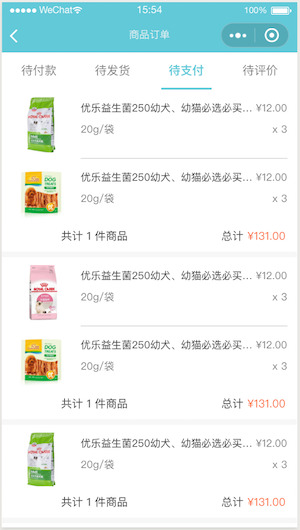 WeChat 15:54 100%
商品订单
待付款 待发货 待支付 待评价
优乐益生菌250幼犬、幼猫必选必买... ¥12.00
20g/袋 x 3
优乐益生菌250幼犬、幼猫必选必买... ¥12.00
20g/袋 x 3
共计 1 件商品 总计 ¥131.00
优乐益生菌250幼犬、幼猫必选必买... ¥12.00
20g/袋 x 3
优乐益生菌250幼犬、幼猫必选必买... ¥12.00
20g/袋 x 3
共计 1 件商品 总计 ¥131.00
优乐益生菌250幼犬、幼猫必选必买... ¥12.00
20g/袋 x 3
共计 1 件商品 总计 ¥131.00
ROYAL CANIN
DOG
ROYAL CANIN
DOG